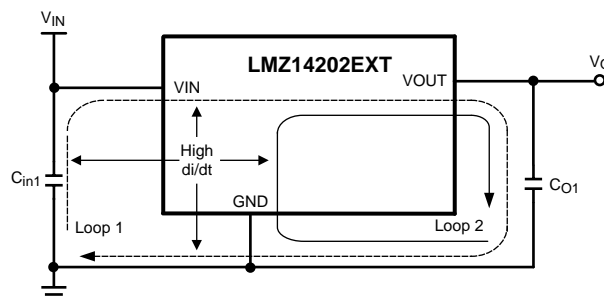 VIN
LMZ14202EXT
VIN
VOUT
High
di/dt
Cin1
CO1
GND
Loop 1
Loop 2